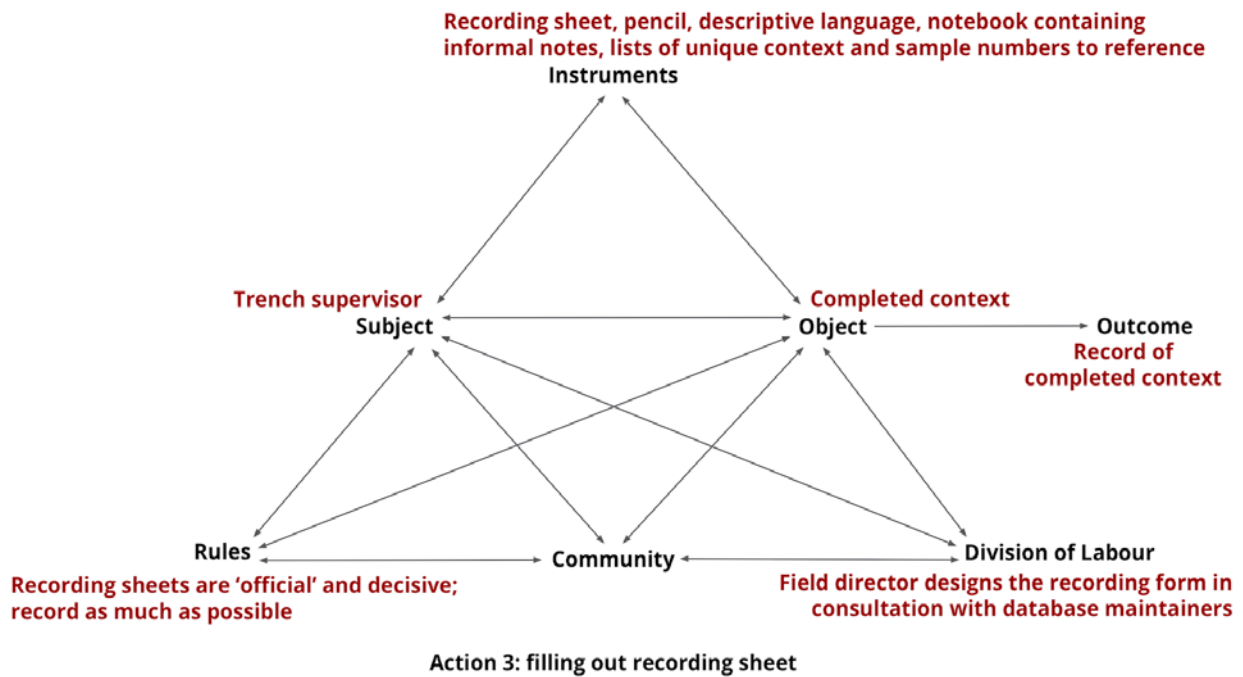 Recording sheet, pencil, descriptive language, notebook containing
informal notes, lists of unique context and sample numbers to reference
Instruments
Trench supervisor
Subject
Completed context
Object
Outcome
Record of
completed context
Rules
Recording sheets are ‘official’ and decisive;
record as much as possible
Community
Division of Labour
Field director designs the recording form in
consultation with database maintainers
Action 3: filling out recording sheet